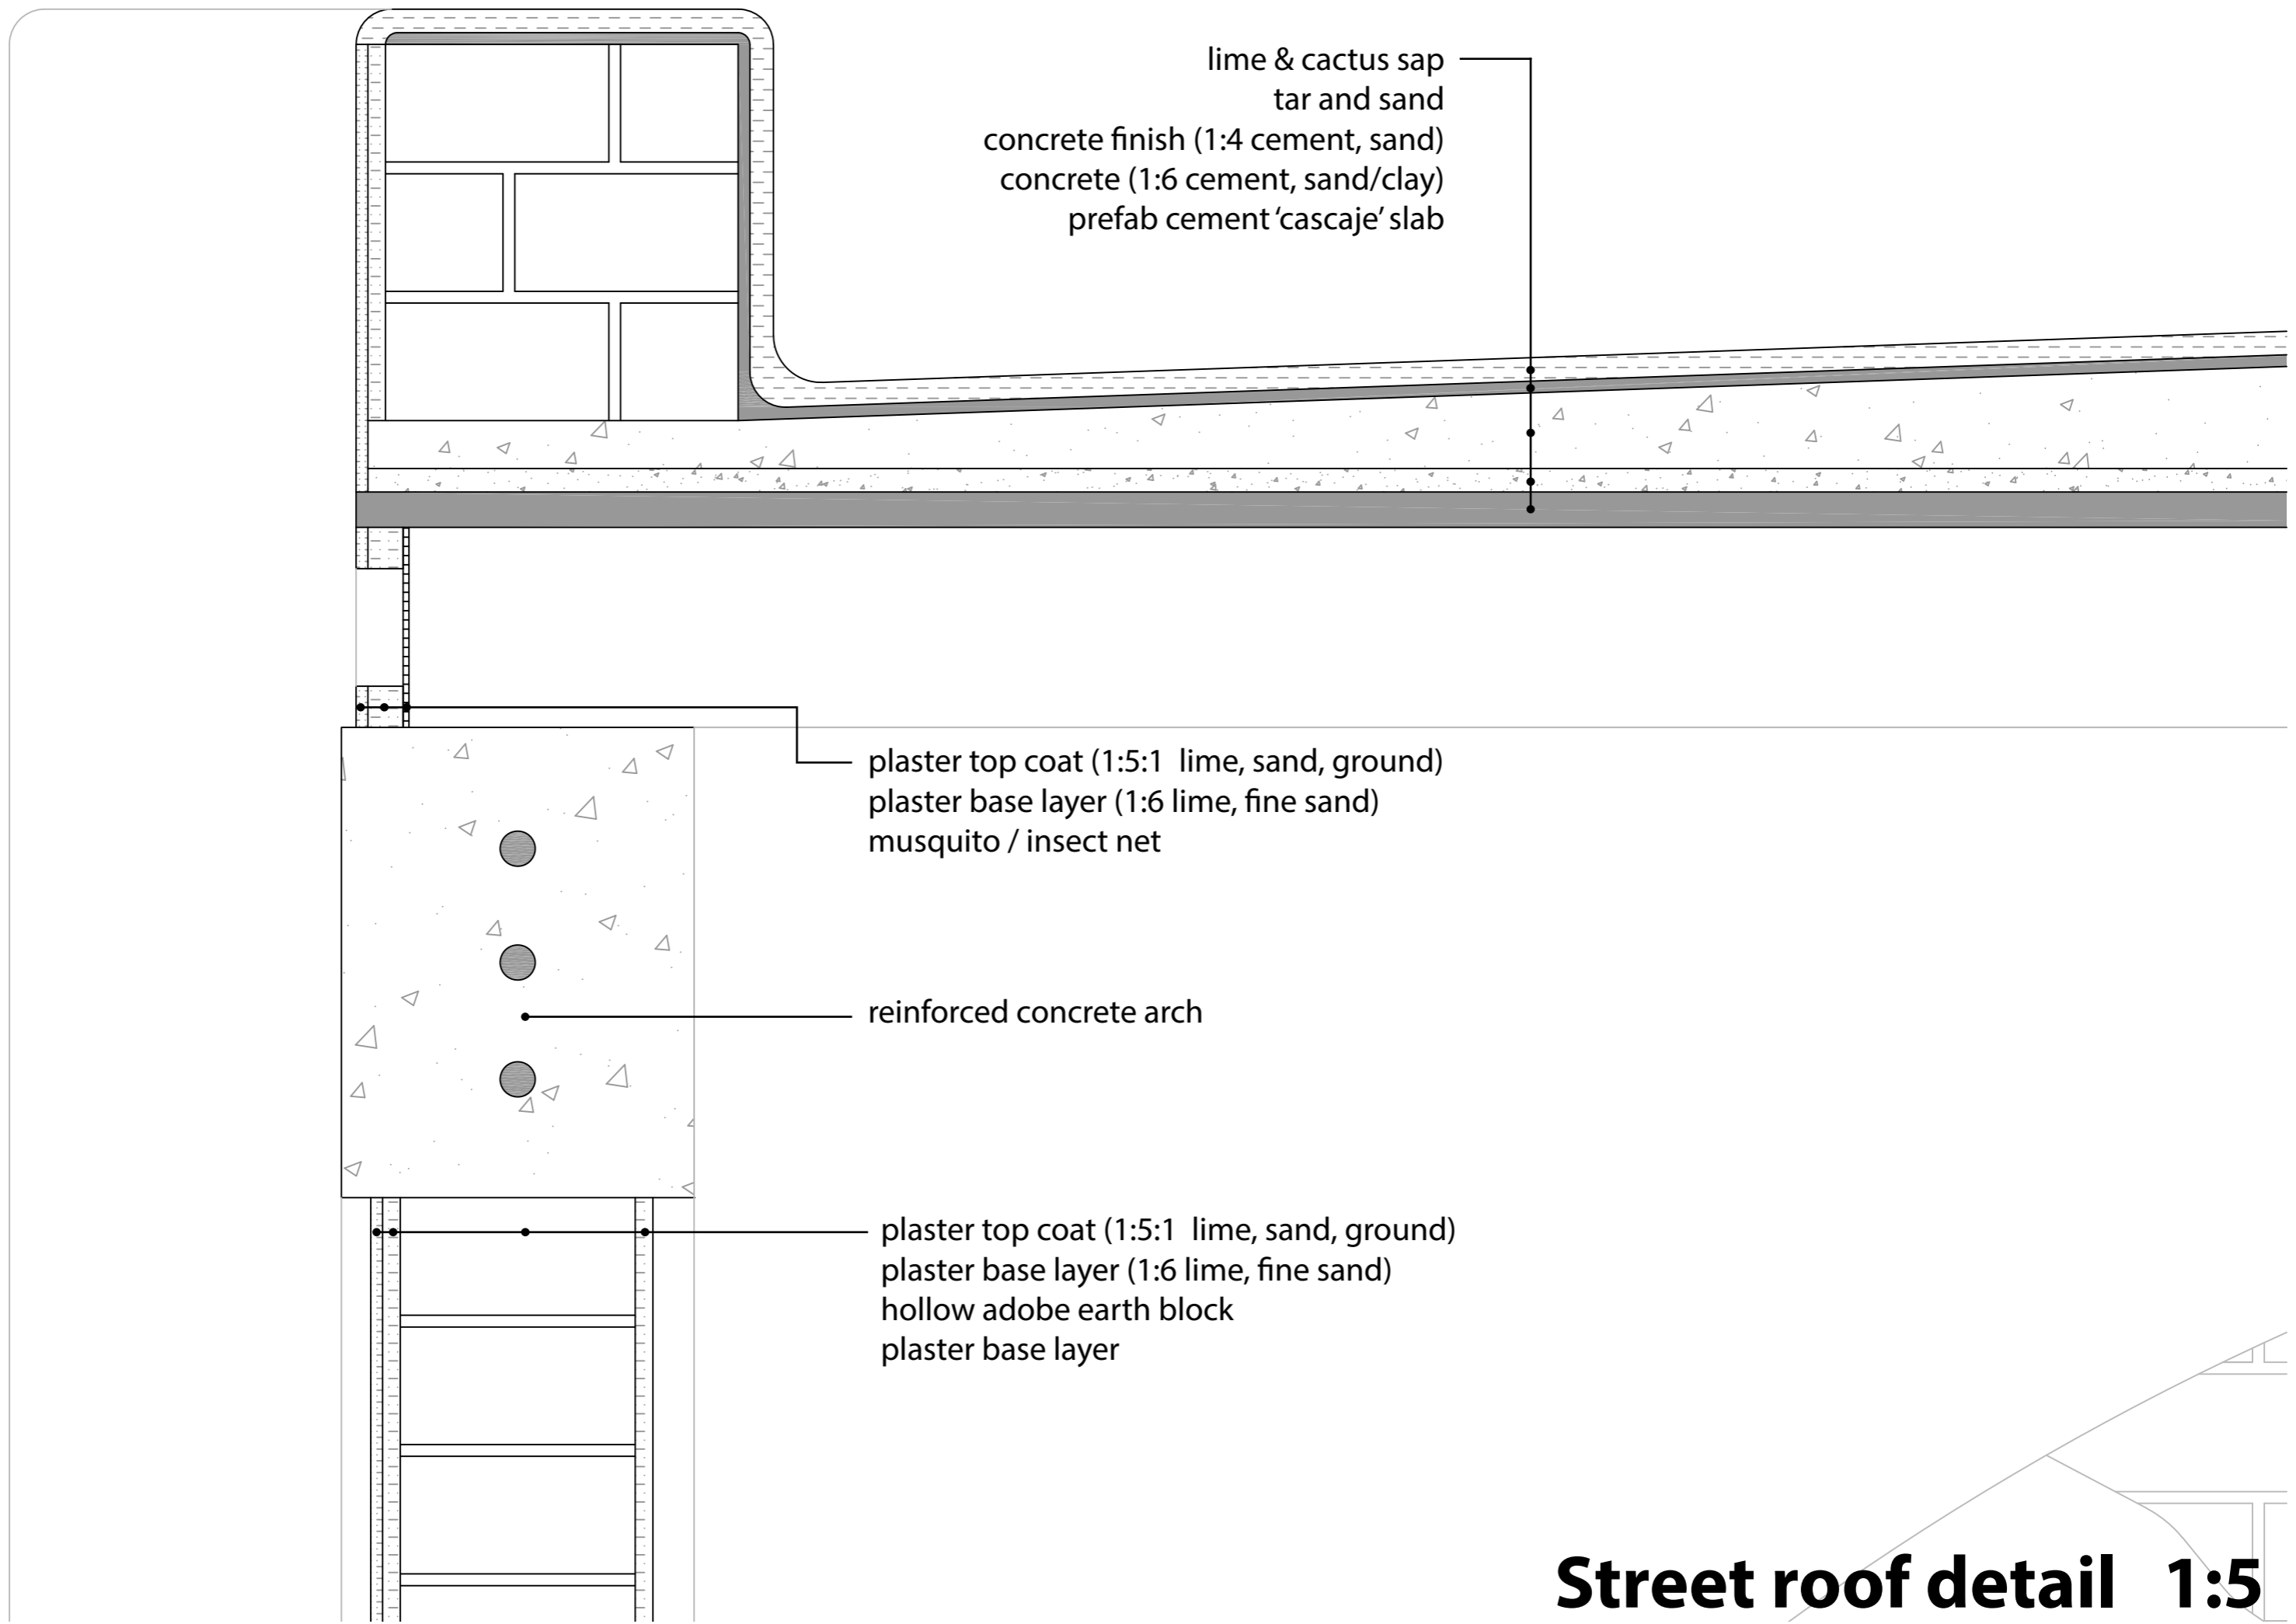 lime & cactus sap
tar and sand
concrete finish (1:4 cement, sand)
concrete (1:6 cement, sand/clay)
prefab cement ‘cascaje’ slab
plaster top coat (1:5:1  lime, sand, ground)
plaster base layer (1:6 lime, fine sand)
musquito / insect net
reinforced concrete arch
plaster top coat (1:5:1  lime, sand, ground)
plaster base layer (1:6 lime, fine sand)
hollow adobe earth block
plaster base layer
Street roof detail   1:5